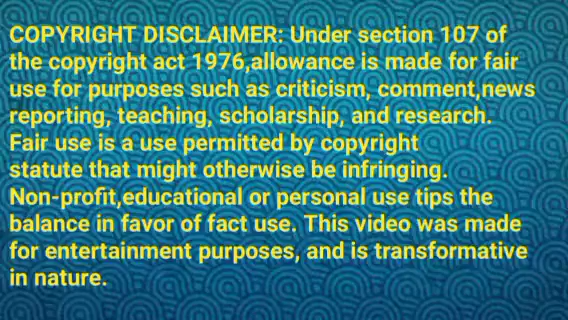 COPYRIGHT DISCLAIMER: Under section 107 of
the copyright act 1976,allowance is made for fair
use for purposes such as criticism, comment,news
reporting, teaching, scholarship, and research.
Fair use is a use permitted by copyright
statute that might otherwise be infringing.
Non-profit,educational or personal use tips the
balance in favor of fact use. This video was made
for entertainment purposes, and is transformative
in nature.